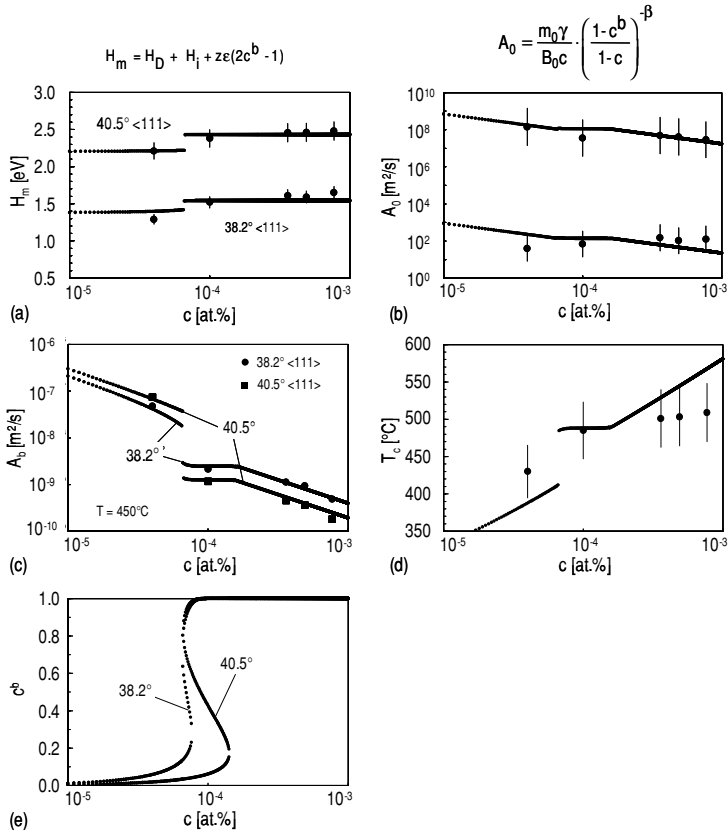 H_m = H_D + H_i + zε(2c^b - 1)
A_0 = m_0γ / B_0c · ( 1-c^b / 1-c )^-β
3.0
2.5
2.0
1.5
1.0
0.5
H_m [eV]
40.5° <111>
38.2° <111>
10^-5
10^-4
10^-3
c [at.%]
(a)
10^10
10^8
10^6
10^4
10^2
10^0
A_0 [m²/s]
10^-5
10^-4
10^-3
c [at.%]
(b)
10^-6
10^-7
10^-8
10^-9
10^-10
A_b [m²/s]
38.2° <111>
40.5° <111>
40.5°
38.2°
T = 450°C
10^-5
10^-4
10^-3
c [at.%]
(c)
600
550
500
450
400
350
T_c [°C]
10^-5
10^-4
10^-3
c [at.%]
(d)
1.0
0.8
0.6
0.4
0.2
0.0
c^b
38.2°
40.5°
10^-5
10^-4
10^-3
c [at.%]
(e)